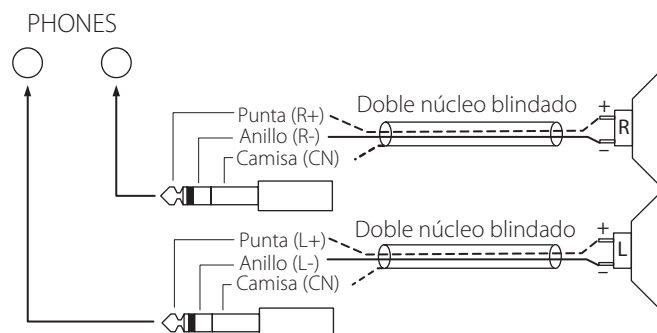 PHONES
Doble núcleo blindado
Punta (R+)
Anillo (R-)
Camisa (CN)
+
R
−
Doble núcleo blindado
Punta (L+)
Anillo (L-)
Camisa (CN)
+
L
−